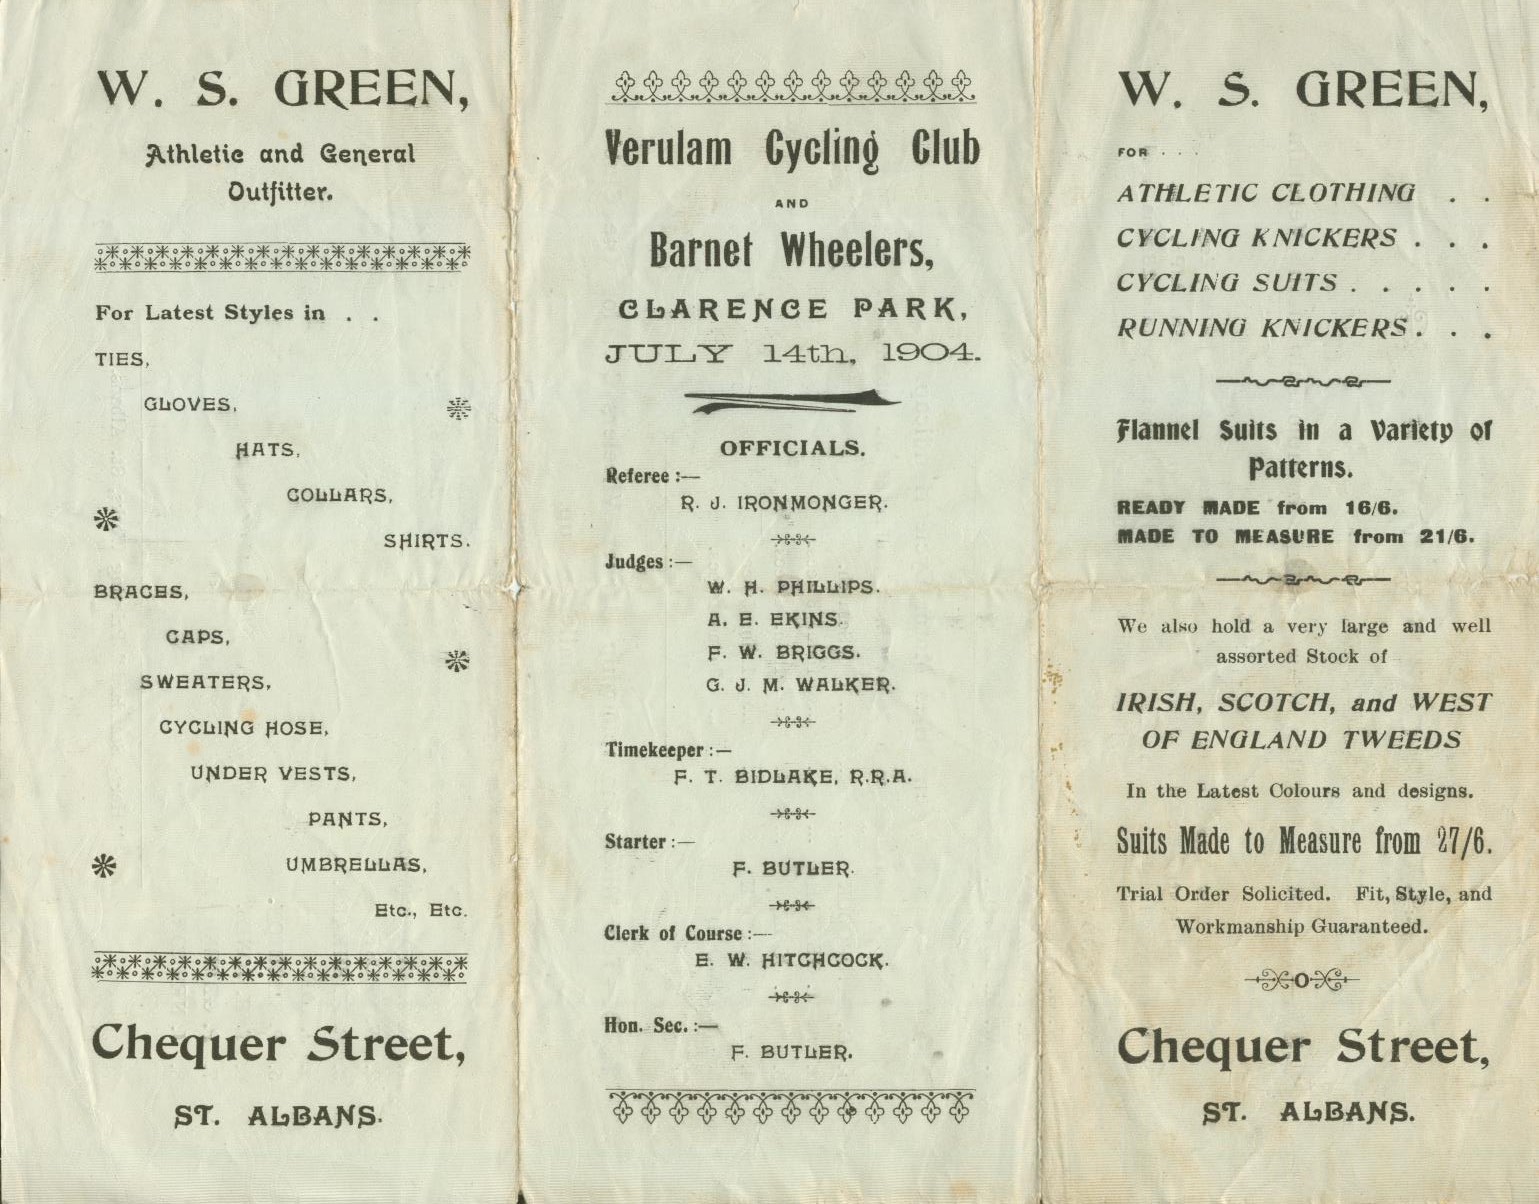 W. S. GREEN,
Athletic and General
Outfitter.
For Latest Styles in . .
TIES,
GLOVES,
HATS,
COLLARS,
SHIRTS.
BRACES,
CAPS,
SWEATERS,
CYCLING HOSE,
UNDER VESTS,
PANTS,
UMBRELLAS,
Etc., Etc.
Chequer Street,
ST. ALBANS.
Verulam Cycling Club
AND
Barnet Wheelers,
CLARENCE PARK,
JULY 14th, 1904.
OFFICIALS.
Referee :—
R. J. IRONMONGER.
Judges :—
W. H. PHILLIPS.
A. E. EKINS.
F. W. BRIGGS.
G. J. M. WALKER.
Timekeeper :—
F. T. BIDLAKE, R.R.A.
Starter :—
F. BUTLER.
Clerk of Course :—
E. W. HITCHCOCK.
Hon. Sec. :—
F. BUTLER.
W. S. GREEN,
FOR . . .
ATHLETIC CLOTHING . .
CYCLING KNICKERS . . .
CYCLING SUITS . . . . .
RUNNING KNICKERS . . .
Flannel Suits in a Variety of
Patterns.
READY MADE from 16/6.
MADE TO MEASURE from 21/6.
We also hold a very large and well
assorted Stock of
IRISH, SCOTCH, and WEST
OF ENGLAND TWEEDS
In the Latest Colours and designs.
Suits Made to Measure from 27/6.
Trial Order Solicited. Fit, Style, and
Workmanship Guaranteed.
Chequer Street,
ST. ALBANS.